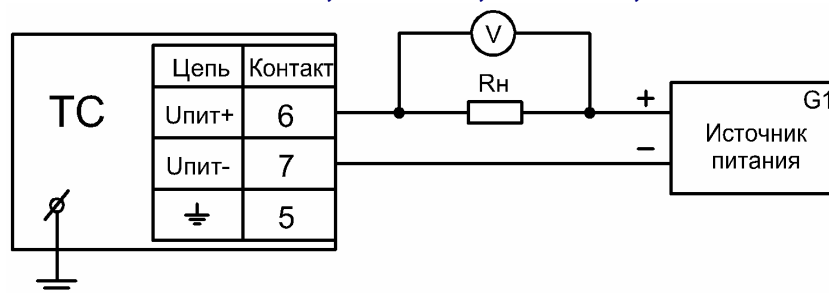 V
Цепь Контакт
Rн
ТС
Uпит+ 6
+
G1
Источник
питания
Uпит- 7
−
5